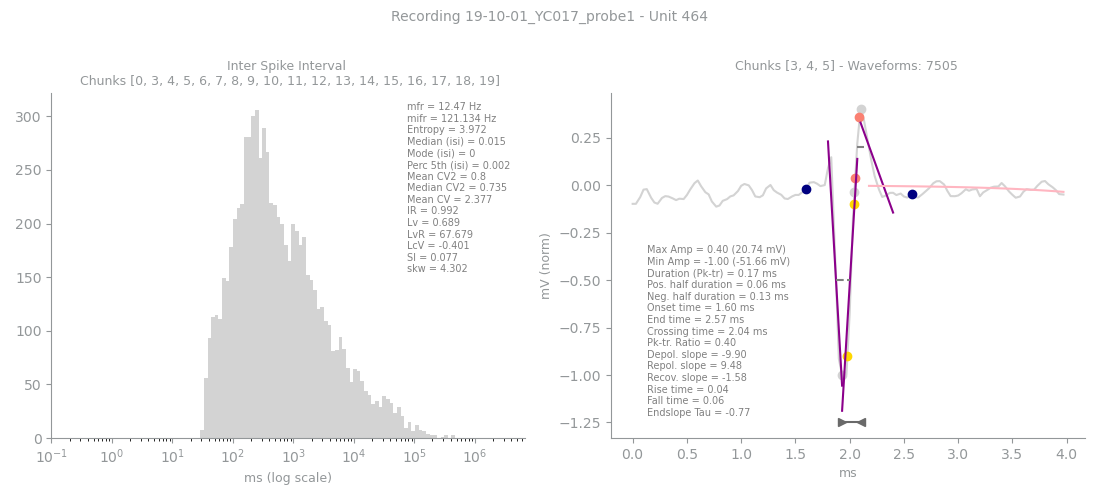 Recording 19-10-01_YC017_probe1 - Unit 464
Inter Spike Interval
Chunks [0, 3, 4, 5, 6, 7, 8, 9, 10, 11, 12, 13, 14, 15, 16, 17, 18, 19]
mfr = 12.47 Hz
mifr = 121.134 Hz
Entropy = 3.972
Median (isi) = 0.015
Mode (isi) = 0
Perc 5th (isi) = 0.002
Mean CV2 = 0.8
Median CV2 = 0.735
Mean CV = 2.377
IR = 0.992
Lv = 0.689
LvR = 67.679
LcV = -0.401
SI = 0.077
skw = 4.302
300
250
200
150
100
50
0
10⁻¹ 10⁰ 10¹ 10² 10³ 10⁴ 10⁵ 10⁶
ms (log scale)
Chunks [3, 4, 5] - Waveforms: 7505
mV (norm)
0.25
0.00
−0.25
−0.50
−0.75
−1.00
−1.25
Max Amp = 0.40 (20.74 mV)
Min Amp = -1.00 (-51.66 mV)
Duration (Pk-tr) = 0.17 ms
Pos. half duration = 0.06 ms
Neg. half duration = 0.13 ms
Onset time = 1.60 ms
End time = 2.57 ms
Crossing time = 2.04 ms
Pk-tr. Ratio = 0.40
Depol. slope = -9.90
Repol. slope = 9.48
Recov. slope = -1.58
Rise time = 0.04
Fall time = 0.06
Endslope Tau = -0.77
0.0 0.5 1.0 1.5 2.0 2.5 3.0 3.5 4.0
ms